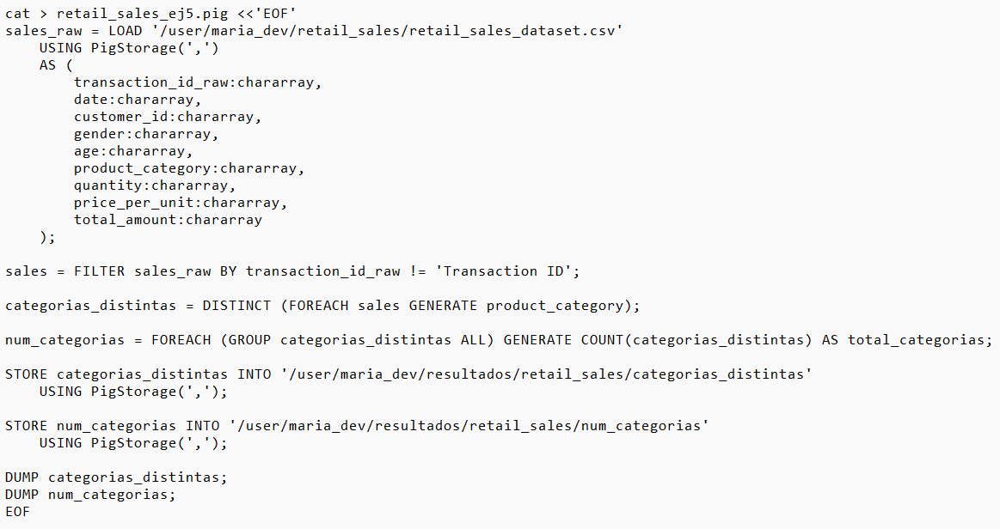 cat > retail_sales_ej5.pig <<'EOF'
sales_raw = LOAD '/user/maria_dev/retail_sales/retail_sales_dataset.csv'
    USING PigStorage(',')
    AS (
        transaction_id_raw:chararray,
        date:chararray,
        customer_id:chararray,
        gender:chararray,
        age:chararray,
        product_category:chararray,
        quantity:chararray,
        price_per_unit:chararray,
        total_amount:chararray
    );

sales = FILTER sales_raw BY transaction_id_raw != 'Transaction ID';

categorias_distintas = DISTINCT (FOREACH sales GENERATE product_category);

num_categorias = FOREACH (GROUP categorias_distintas ALL) GENERATE COUNT(categorias_distintas) AS total_categorias;

STORE categorias_distintas INTO '/user/maria_dev/resultados/retail_sales/categorias_distintas'
    USING PigStorage(',');

STORE num_categorias INTO '/user/maria_dev/resultados/retail_sales/num_categorias'
    USING PigStorage(',');

DUMP categorias_distintas;
DUMP num_categorias;
EOF